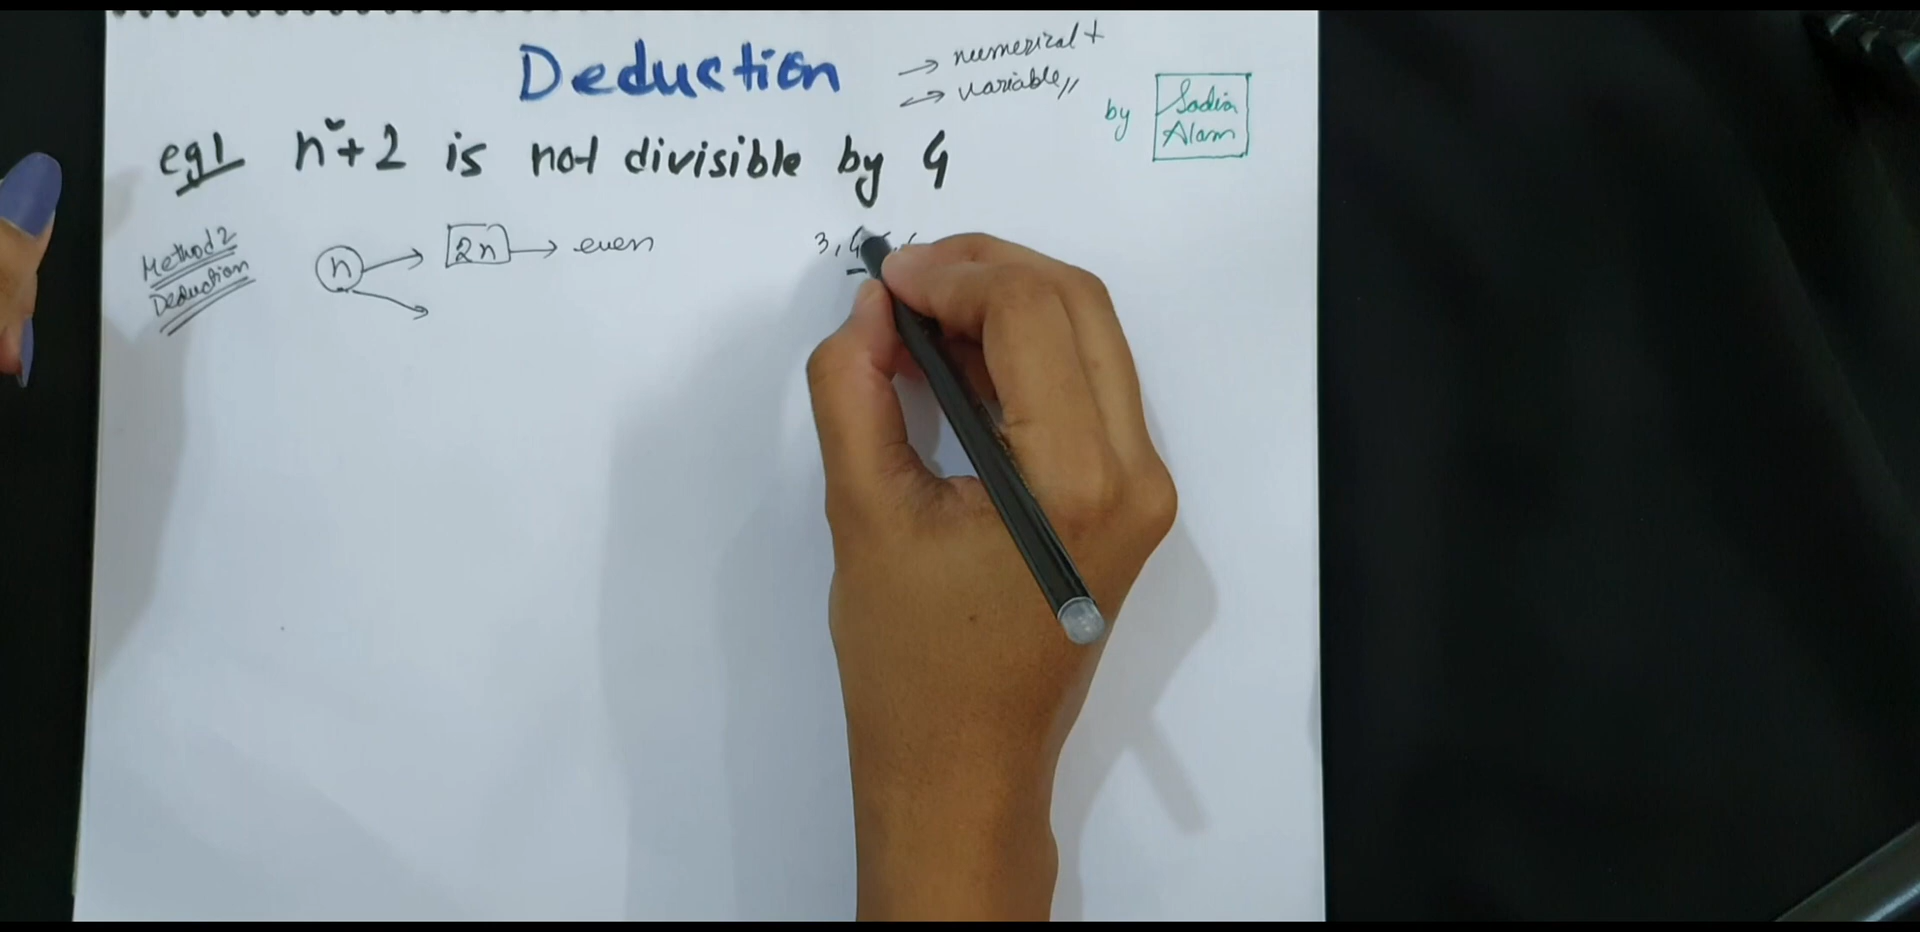 Deduction
→ numerical +
→ variable //
by Sadia Alam
eg1 n²+2 is not divisible by 4
Method 2
Deduction
n → 2n → even
3, 4